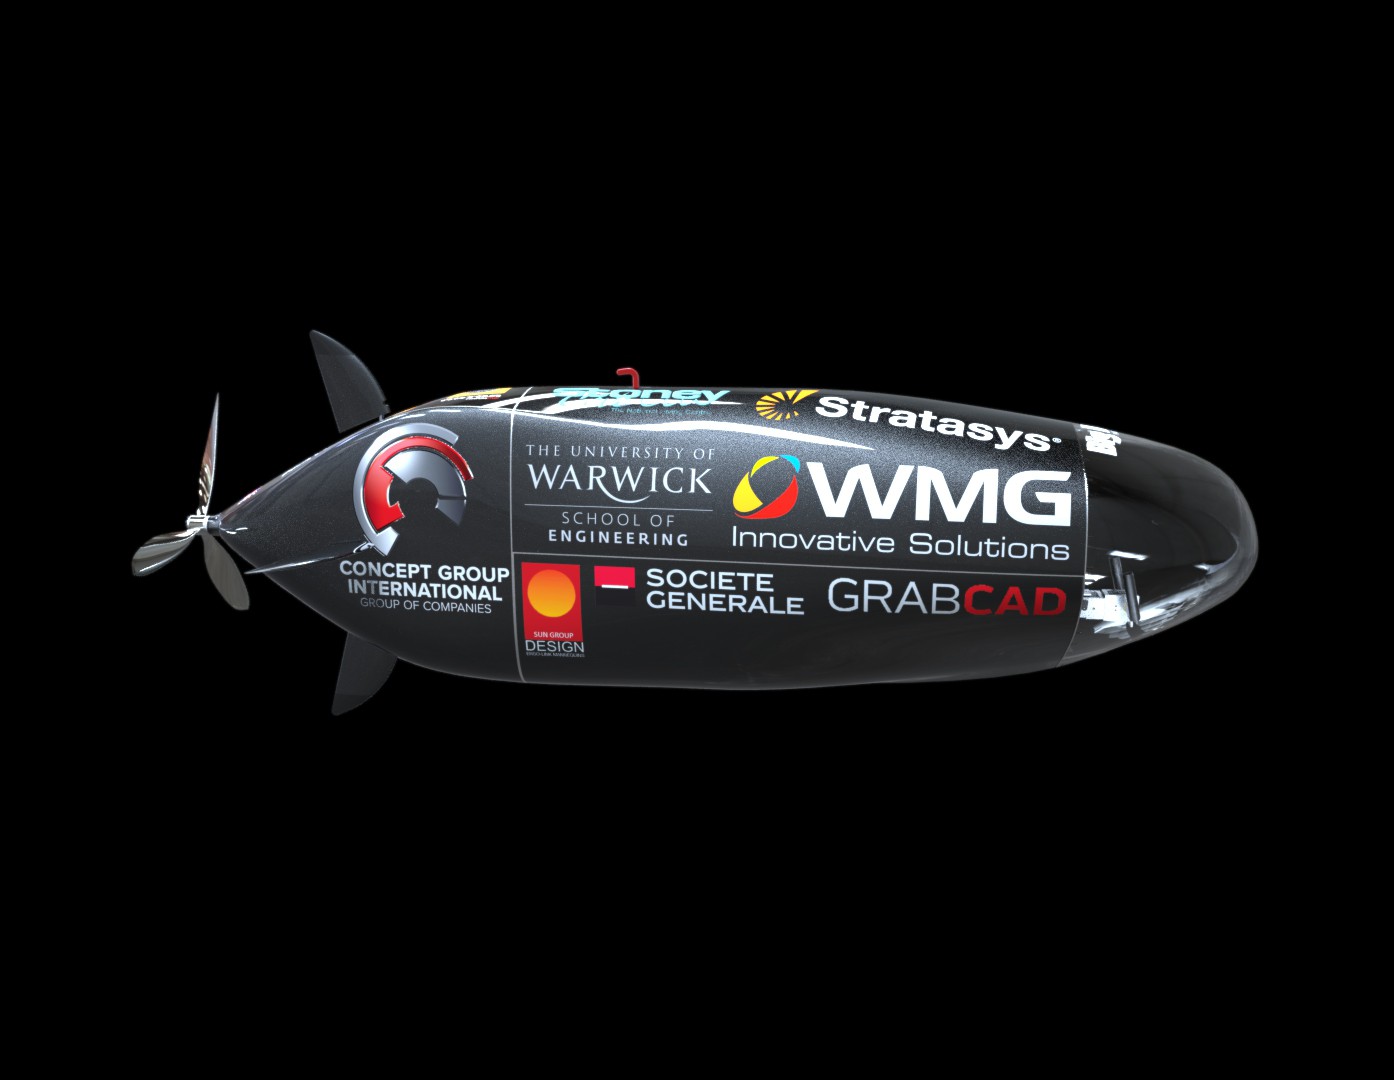 Stoney
Stratasys
THE UNIVERSITY OF
WARWICK
SCHOOL OF
ENGINEERING
WMG
Innovative Solutions
CONCEPT GROUP
INTERNATIONAL
GROUP OF COMPANIES
SUN GROUP
DESIGN
SOCIETE
GENERALE
GRABCAD